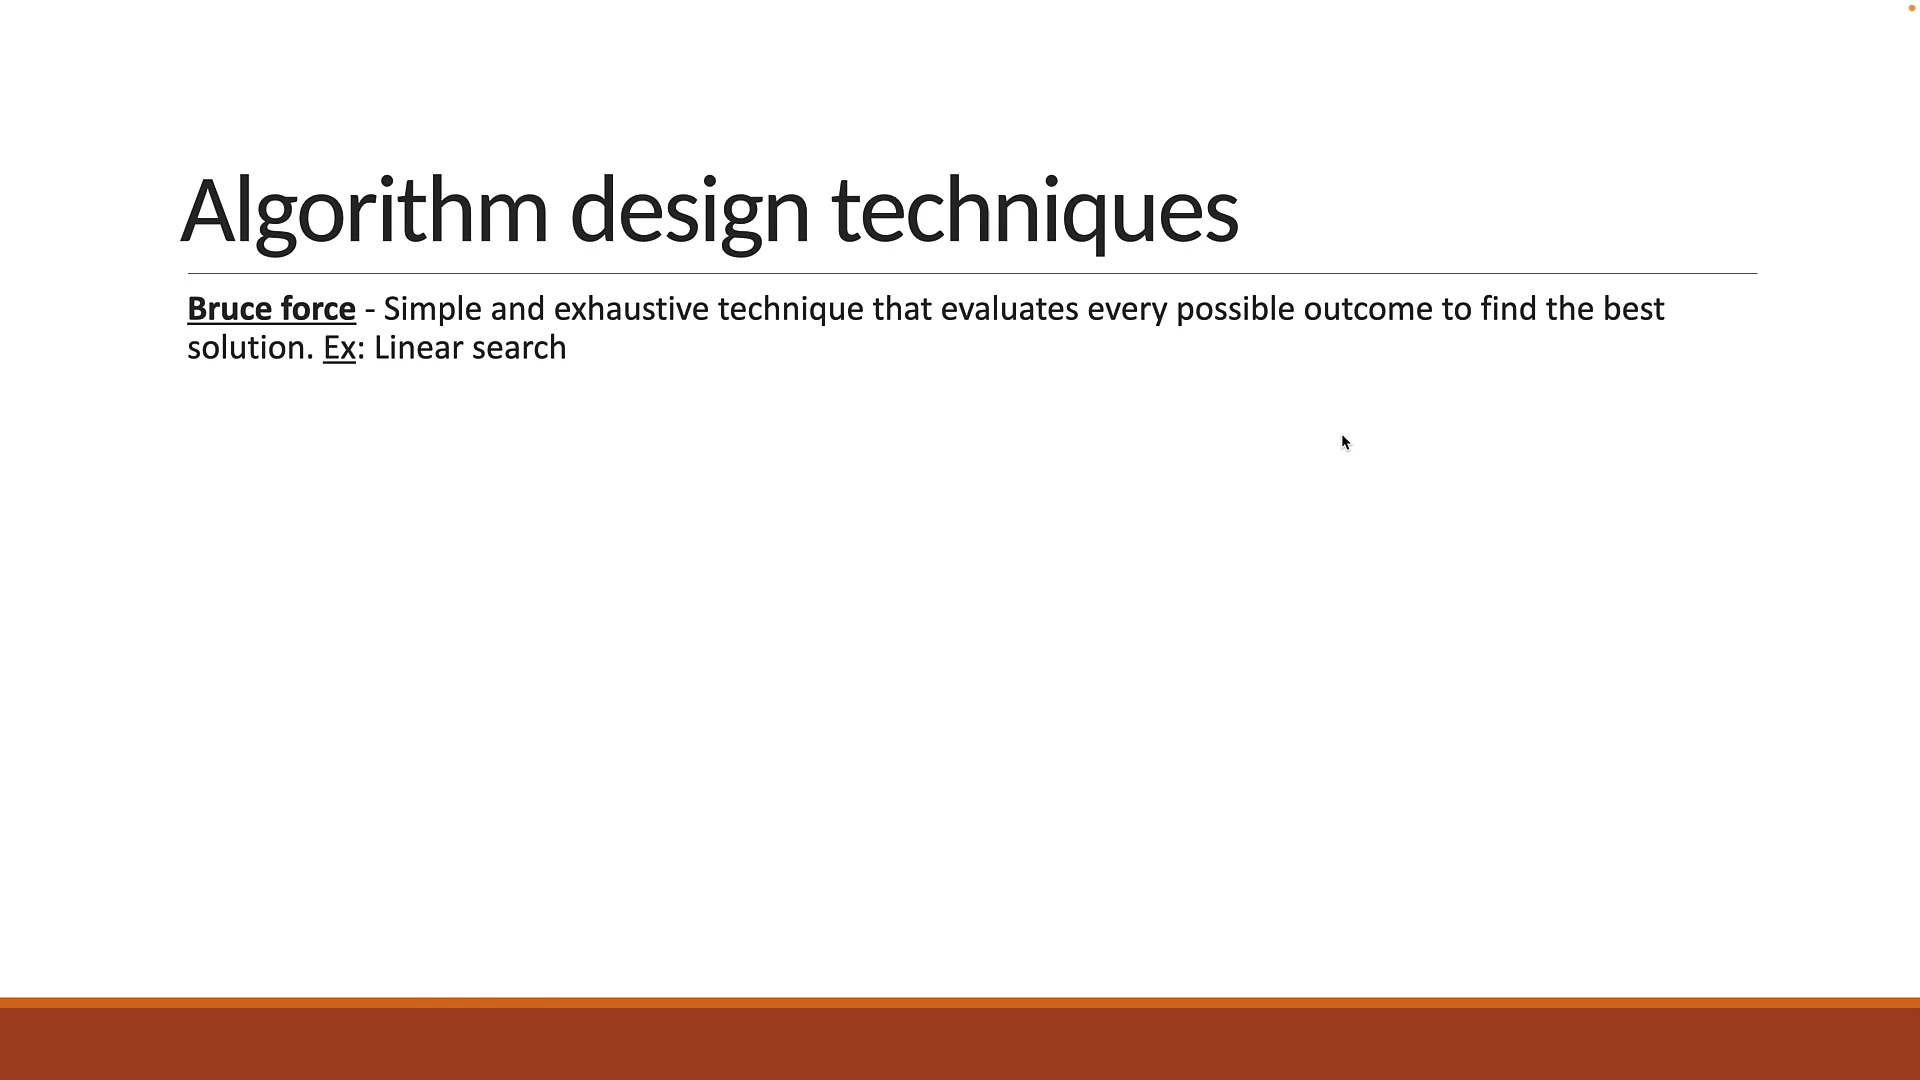 Algorithm design techniques
Bruce force - Simple and exhaustive technique that evaluates every possible outcome to find the best
solution. Ex: Linear search